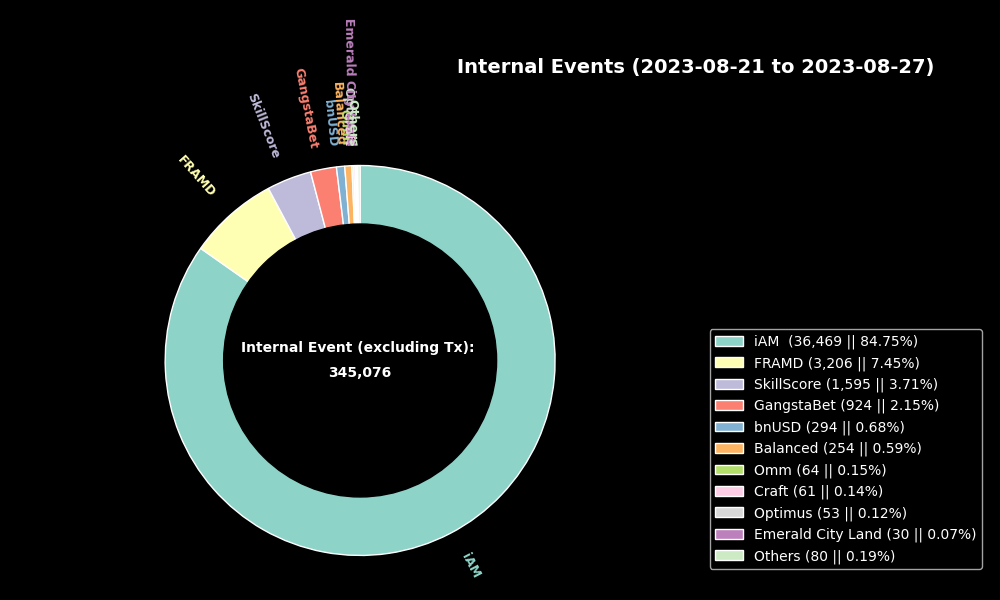 Internal Events (2023-08-21 to 2023-08-27)
Emerald City Land
Others
Balanced
bnUSD
GangstaBet
SkillScore
FRAMD
Internal Event (excluding Tx):
345,076
iAM
iAM (36,469 || 84.75%)
FRAMD (3,206 || 7.45%)
SkillScore (1,595 || 3.71%)
GangstaBet (924 || 2.15%)
bnUSD (294 || 0.68%)
Balanced (254 || 0.59%)
Omm (64 || 0.15%)
Craft (61 || 0.14%)
Optimus (53 || 0.12%)
Emerald City Land (30 || 0.07%)
Others (80 || 0.19%)